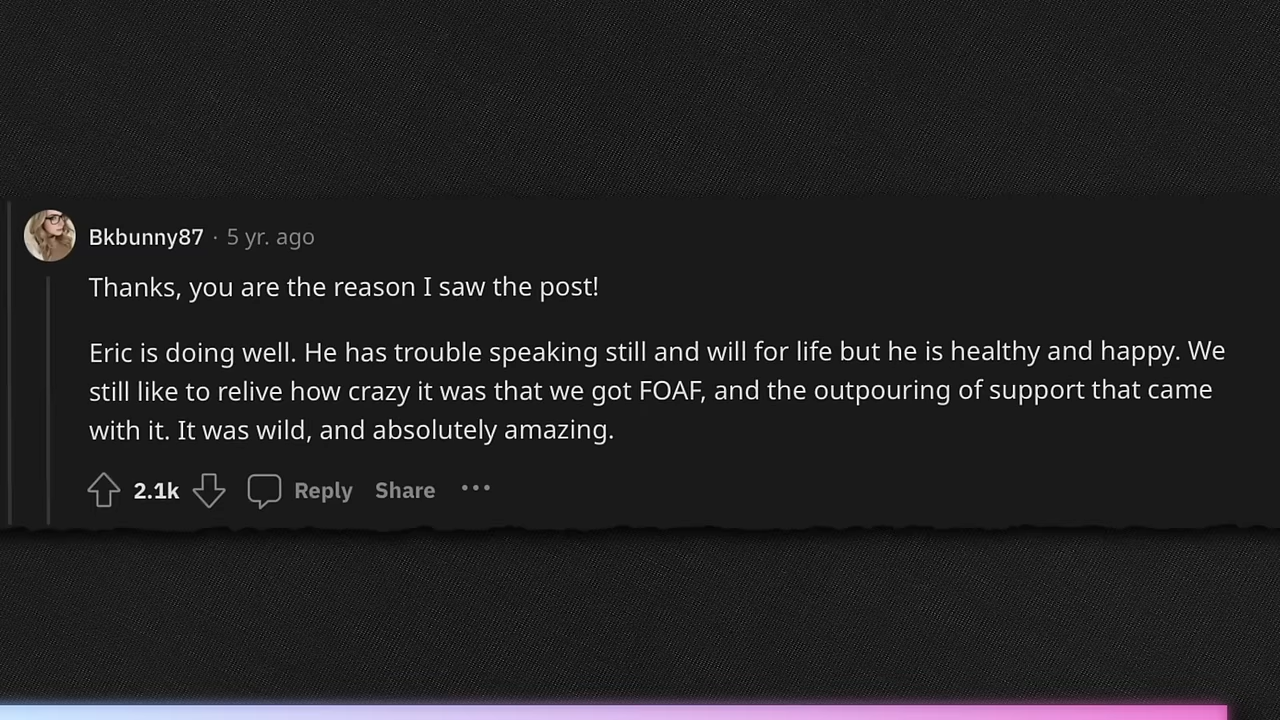 Bkbunny87 · 5 yr. ago
Thanks, you are the reason I saw the post!
Eric is doing well. He has trouble speaking still and will for life but he is healthy and happy. We
still like to relive how crazy it was that we got FOAF, and the outpouring of support that came
with it. It was wild, and absolutely amazing.
2.1k Reply Share ···